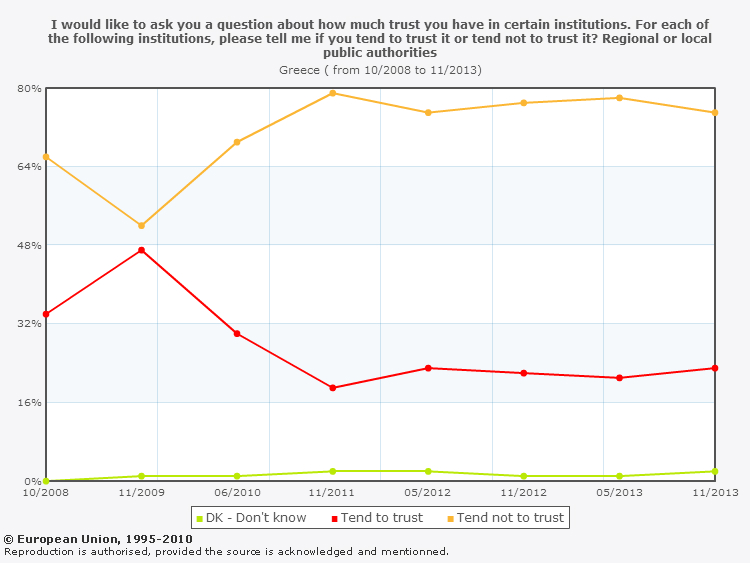 I would like to ask you a question about how much trust you have in certain institutions. For each of
the following institutions, please tell me if you tend to trust it or tend not to trust it? Regional or local
public authorities
Greece ( from 10/2008 to 11/2013)
80%
64%
48%
32%
16%
0%
10/2008 11/2009 06/2010 11/2011 05/2012 11/2012 05/2013 11/2013
DK - Don't know Tend to trust Tend not to trust
© European Union, 1995-2010
Reproduction is authorised, provided the source is acknowledged and mentionned.